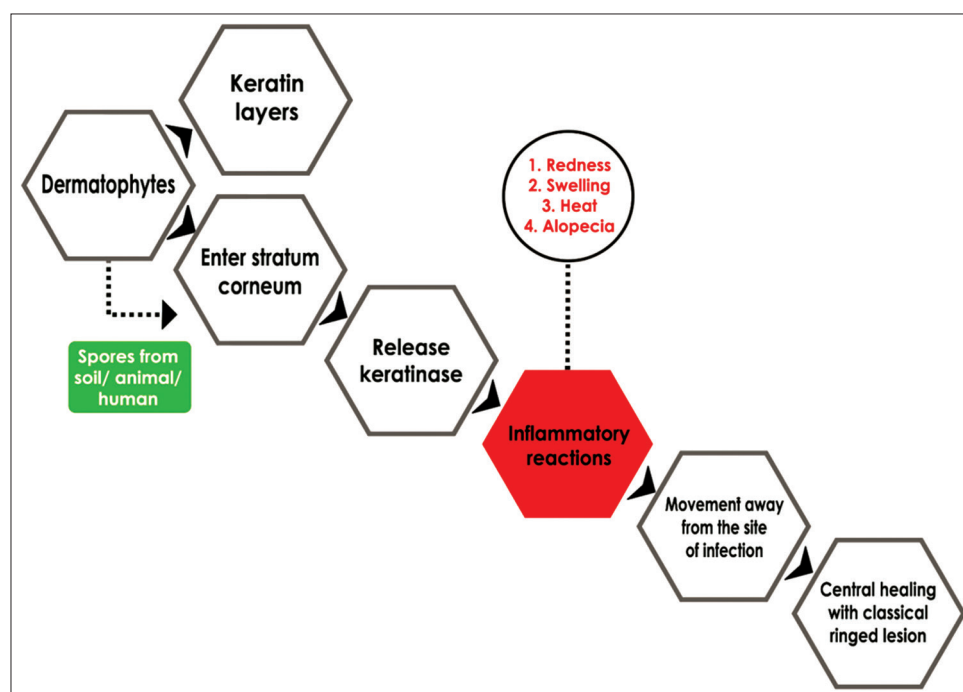 Keratin
layers
Dermatophytes
Enter stratum
corneum
Spores from
soil/ animal/
human
Release
keratinase
1. Redness
2. Swelling
3. Heat
4. Alopecia
Inflammatory
reactions
Movement away
from the site
of infection
Central healing
with classical
ringed lesion